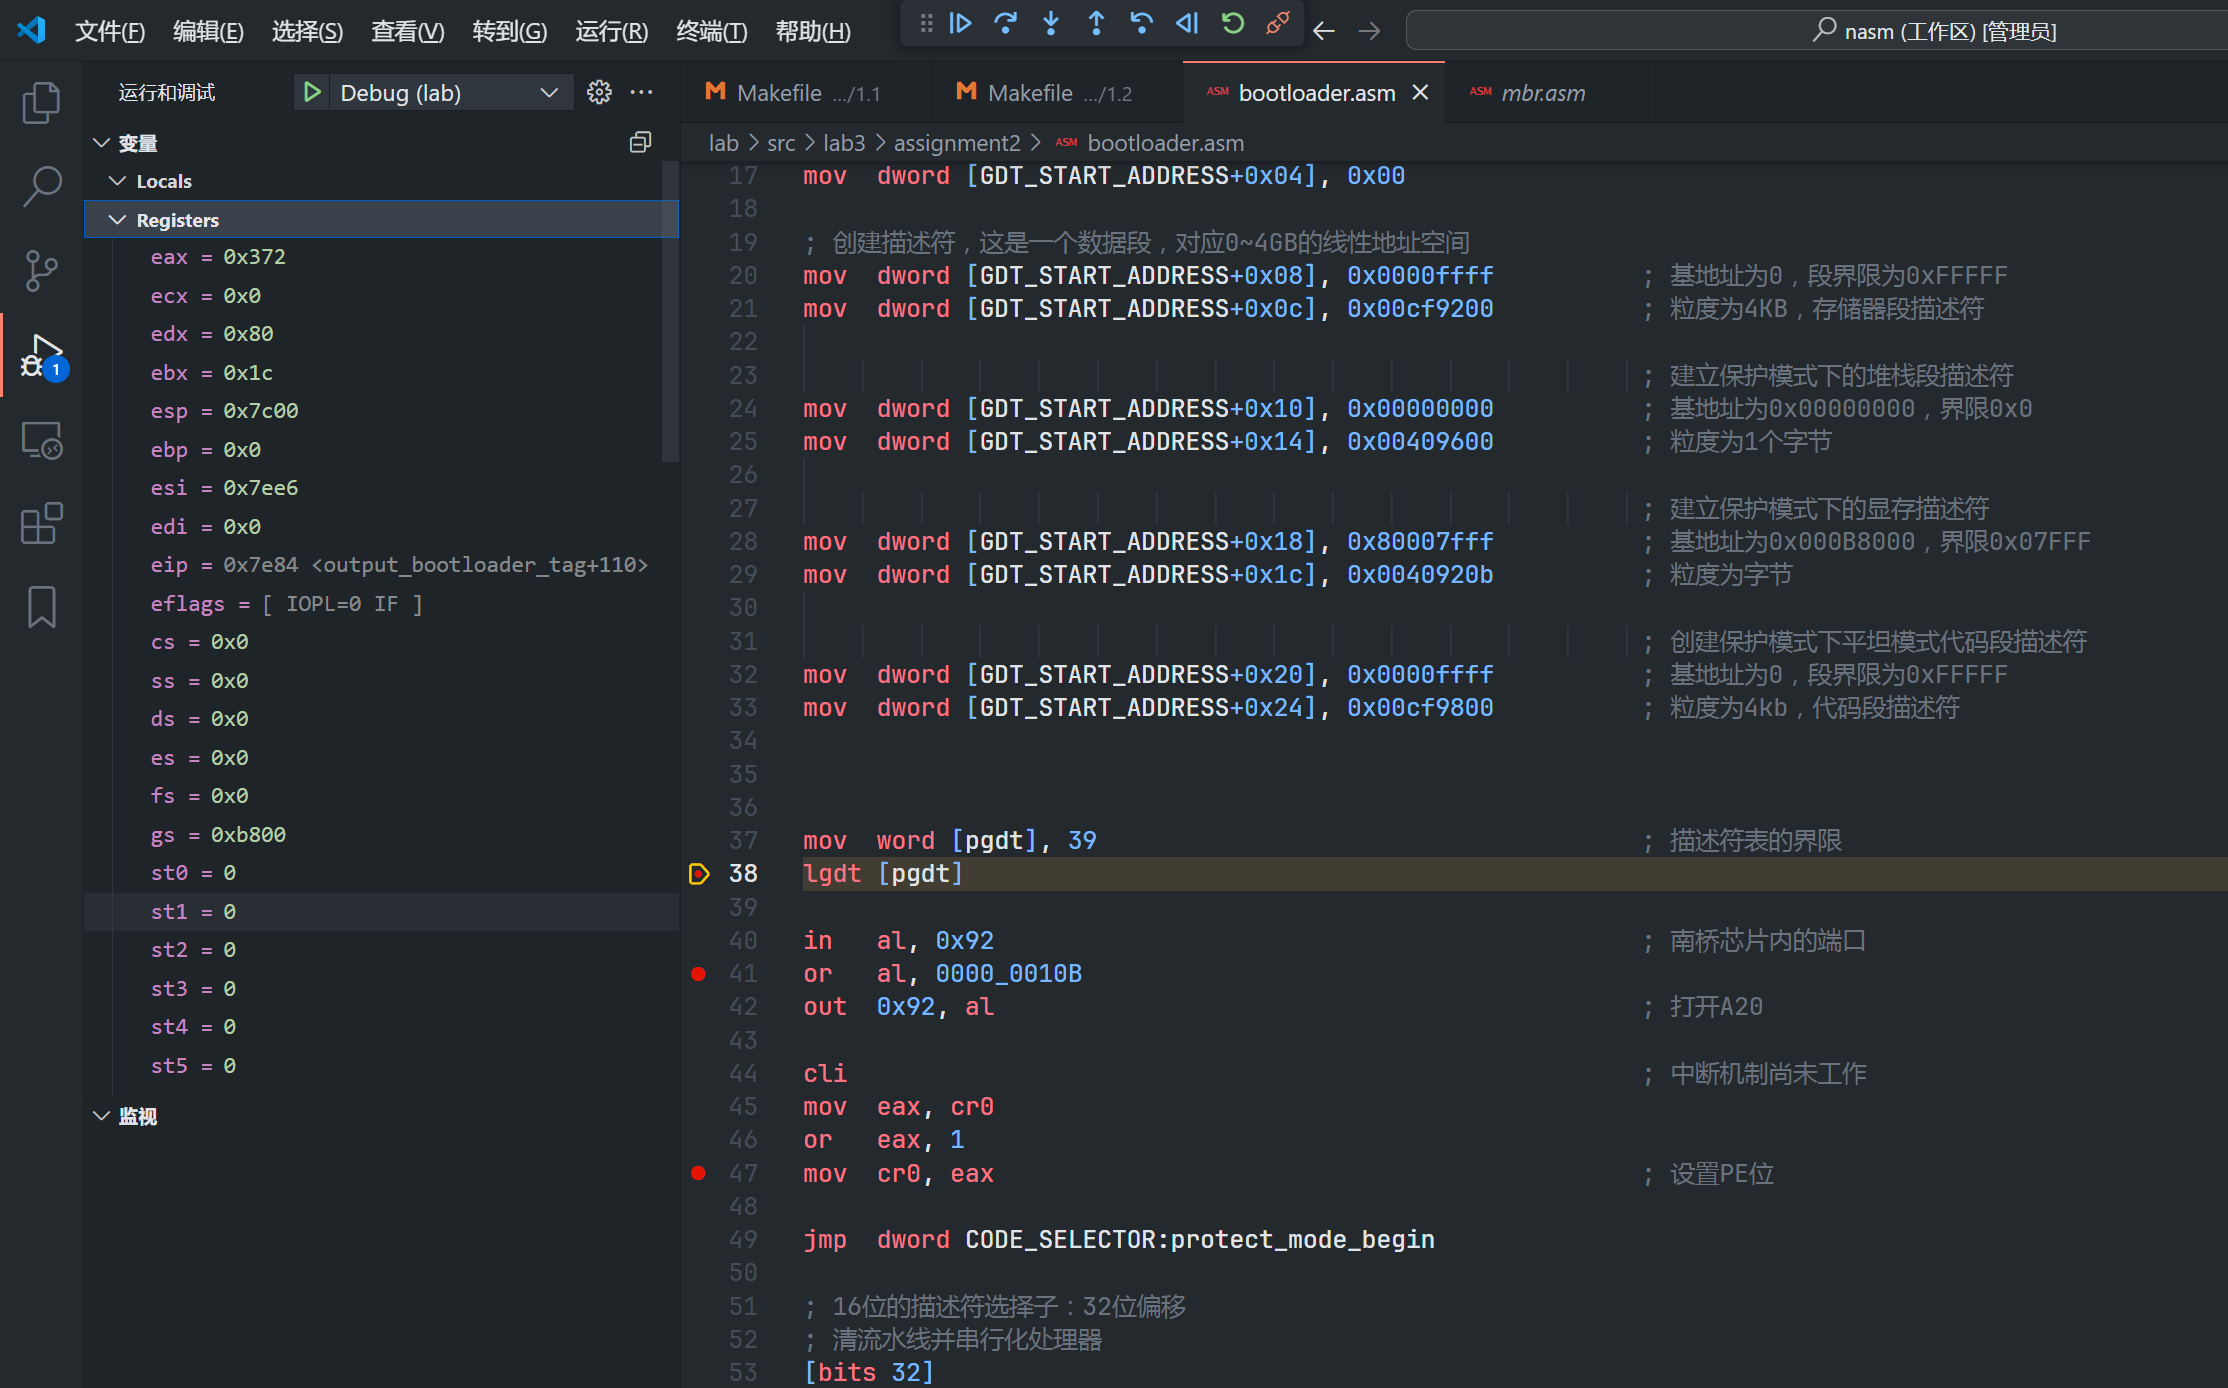 文件(F) 编辑(E) 选择(S) 查看(V) 转到(G) 运行(R) 终端(T) 帮助(H) nasm (工作区) [管理员]
运行和调试 Debug (lab)
Makefile .../1.1 Makefile .../1.2 ASM bootloader.asm ASM mbr.asm
lab > src > lab3 > assignment2 > ASM bootloader.asm
变量
Locals
Registers
eax = 0x372
ecx = 0x0
edx = 0x80
ebx = 0x1c
esp = 0x7c00
ebp = 0x0
esi = 0x7ee6
edi = 0x0
eip = 0x7e84 <output_bootloader_tag+110>
eflags = [ IOPL=0 IF ]
cs = 0x0
ss = 0x0
ds = 0x0
es = 0x0
fs = 0x0
gs = 0xb800
st0 = 0
st1 = 0
st2 = 0
st3 = 0
st4 = 0
st5 = 0
监视
1
17 mov dword [GDT_START_ADDRESS+0x04], 0x00
18
19 ; 创建描述符，这是一个数据段，对应0~4GB的线性地址空间
20 mov dword [GDT_START_ADDRESS+0x08], 0x0000ffff ; 基地址为0，段界限为0xFFFFF
21 mov dword [GDT_START_ADDRESS+0x0c], 0x00cf9200 ; 粒度为4KB，存储器段描述符
22
23 ; 建立保护模式下的堆栈段描述符
24 mov dword [GDT_START_ADDRESS+0x10], 0x00000000 ; 基地址为0x00000000，界限0x0
25 mov dword [GDT_START_ADDRESS+0x14], 0x00409600 ; 粒度为1个字节
26
27 ; 建立保护模式下的显存描述符
28 mov dword [GDT_START_ADDRESS+0x18], 0x80007fff ; 基地址为0x000B8000，界限0x07FFF
29 mov dword [GDT_START_ADDRESS+0x1c], 0x0040920b ; 粒度为字节
30
31 ; 创建保护模式下平坦模式代码段描述符
32 mov dword [GDT_START_ADDRESS+0x20], 0x0000ffff ; 基地址为0，段界限为0xFFFFF
33 mov dword [GDT_START_ADDRESS+0x24], 0x00cf9800 ; 粒度为4kb，代码段描述符
34
35
36
37 mov word [pgdt], 39 ; 描述符表的界限
38 lgdt [pgdt]
39
40 in al, 0x92 ; 南桥芯片内的端口
41 or al, 0000_0010B
42 out 0x92, al ; 打开A20
43
44 cli ; 中断机制尚未工作
45 mov eax, cr0
46 or eax, 1
47 mov cr0, eax ; 设置PE位
48
49 jmp dword CODE_SELECTOR:protect_mode_begin
50
51 ; 16位的描述符选择子：32位偏移
52 ; 清流水线并串行化处理器
53 [bits 32]